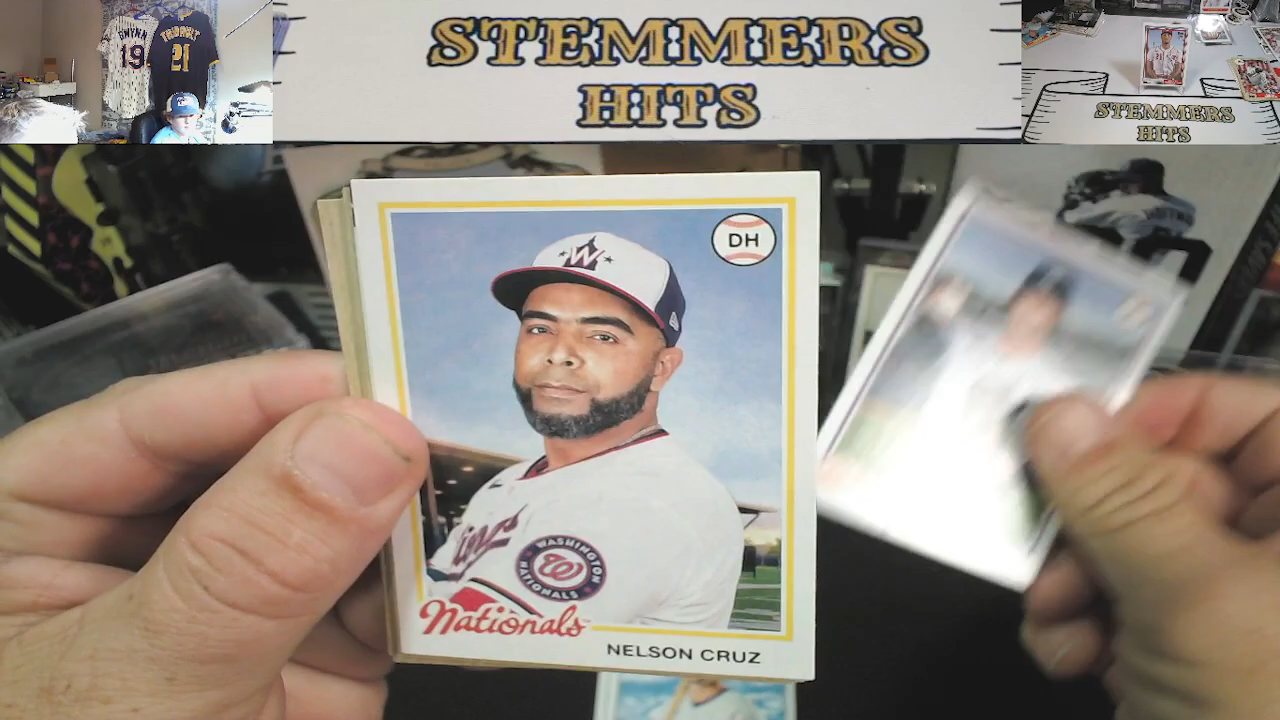 GWYNN
19
21
STEMMERS
HITS
STEMMERS
HITS
DH
W
WASHINGTON
W
NATIONALS
Nationals
NELSON CRUZ